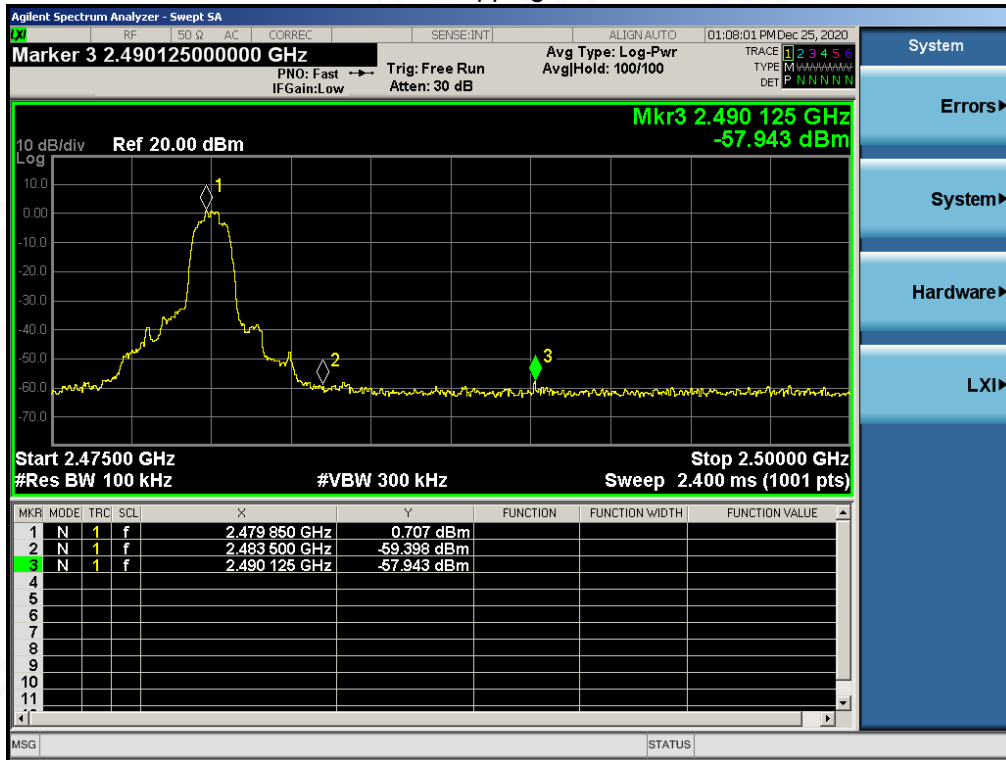 Agilent Spectrum Analyzer - Swept SA
LXI RF 50 Ω AC CORREC SENSE:INT ALIGN AUTO 01:08:01 PM Dec 25, 2020
Marker 3 2.490125000000 GHz
PNO: Fast
IFGain:Low
Trig: Free Run
Atten: 30 dB
Avg Type: Log-Pwr
Avg|Hold: 100/100
TRACE 1 2 3 4 5 6
TYPE M WWWWW
DET P N N N N N
System
Errors
System
Hardware
LXI
Mkr3 2.490 125 GHz
-57.943 dBm
10 dB/div Ref 20.00 dBm
Log
10.0
0.00
-10.0
-20.0
-30.0
-40.0
-50.0
-60.0
-70.0
1
2
3
Start 2.47500 GHz Stop 2.50000 GHz
#Res BW 100 kHz #VBW 300 kHz Sweep 2.400 ms (1001 pts)
MKR MODE TRC SCL X Y FUNCTION FUNCTION WIDTH FUNCTION VALUE
1 N 1 f 2.479 850 GHz 0.707 dBm
2 N 1 f 2.483 500 GHz -59.398 dBm
3 N 1 f 2.490 125 GHz -57.943 dBm
4
5
6
7
8
9
10
11
MSG STATUS